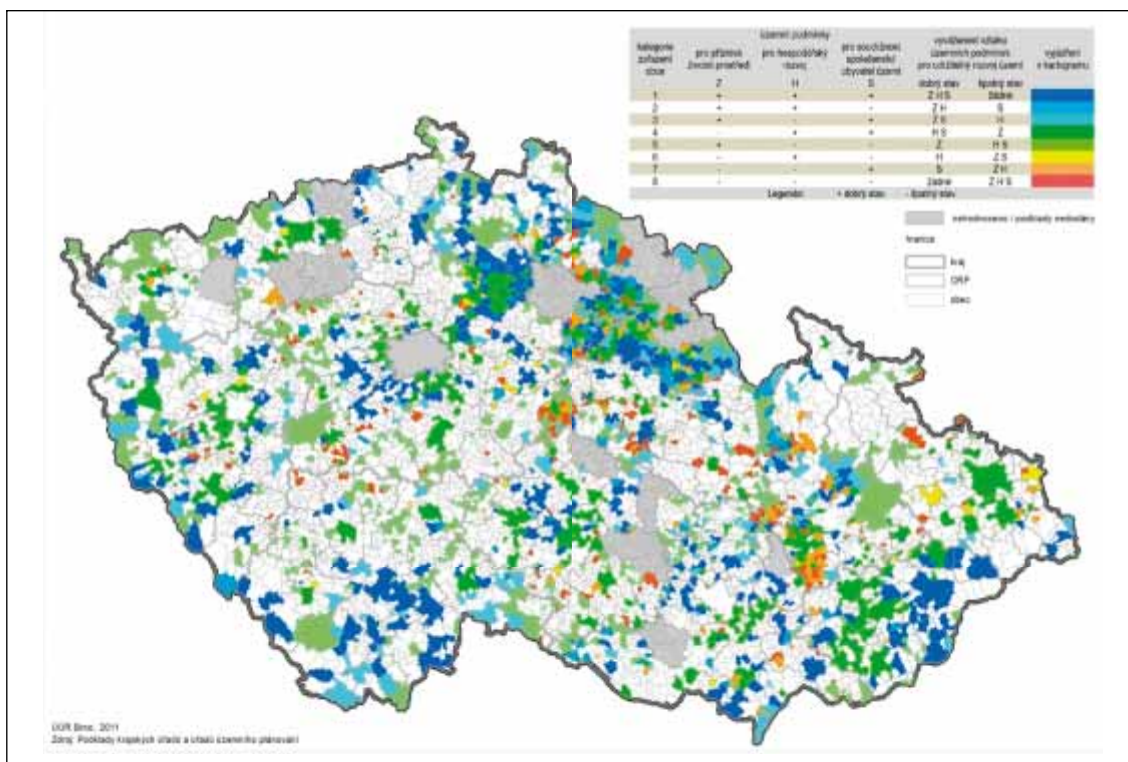 územní podmínky
vyváženost vztahu
kategorie
zařazení
obce
pro příznivé
životní prostředí
pro hospodářský
rozvoj
pro soudržnost
společenství
obyvatel území
územních podmínek
pro udržitelný rozvoj území
vyjádření
v kartogramu
Z H S dobrý stav špatný stav
1 + + + Z H S žádné
2 + + - Z H S
3 + - + Z S H
4 - + + H S Z
5 + - - Z H S
6 - + - H Z S
7 - - + S Z H
8 - - - žádné Z H S
Legenda: + dobrý stav - špatný stav
nehodnoceno / podklady nedodány
hranice
kraj
ORP
obec
ÚÚR Brno, 2011
Zdroj: Podklady krajských úřadů a úřadů územního plánování